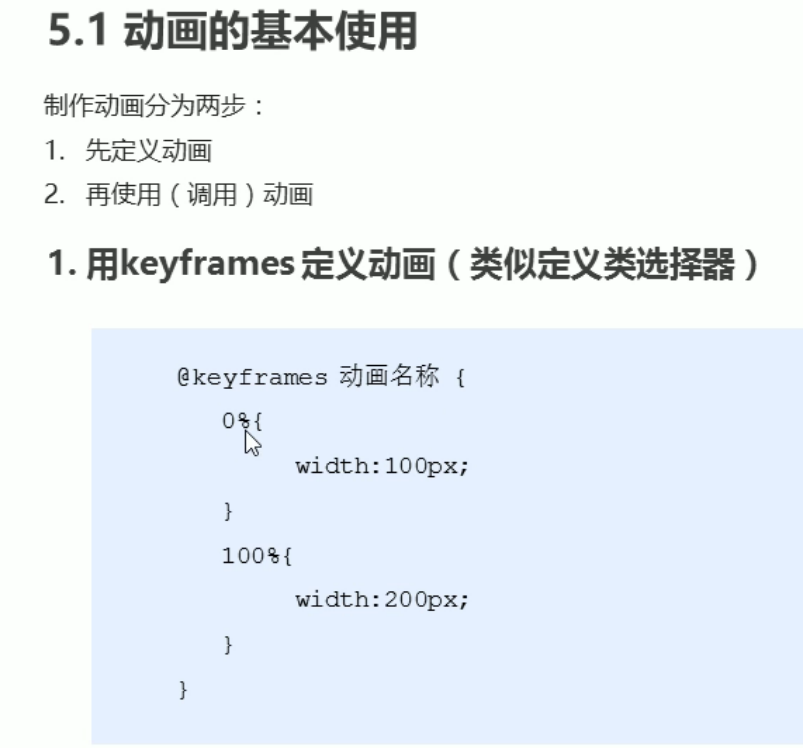 5.1 动画的基本使用
制作动画分为两步：
1. 先定义动画
2. 再使用（调用）动画
1. 用keyframes 定义动画（类似定义类选择器）
@keyframes 动画名称 {
0%{
width:100px;
}
100%{
width:200px;
}
}